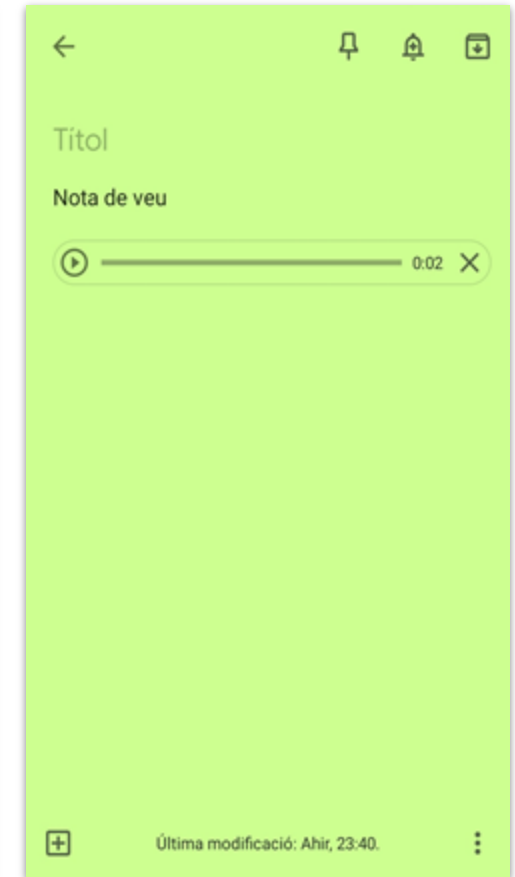 Títol
Nota de veu
0:02
Última modificació: Ahir, 23:40.